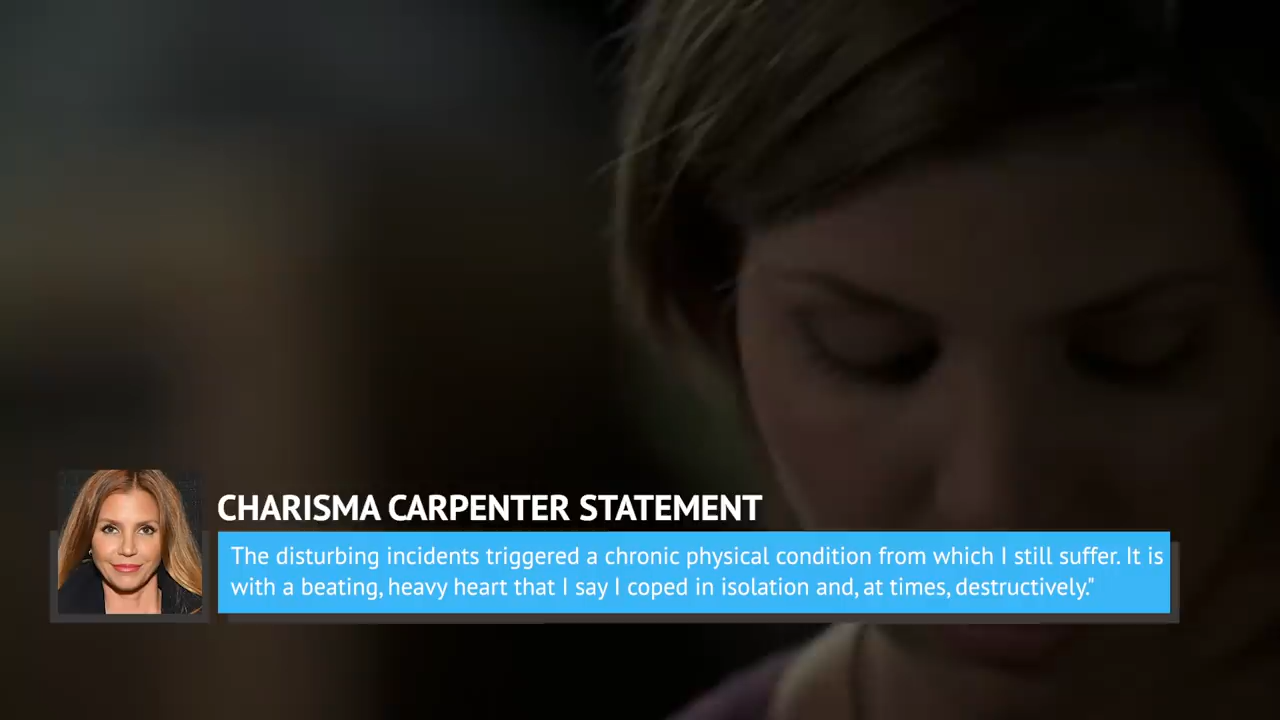 CHARISMA CARPENTER STATEMENT
The disturbing incidents triggered a chronic physical condition from which I still suffer. It is
with a beating, heavy heart that I say I coped in isolation and, at times, destructively."